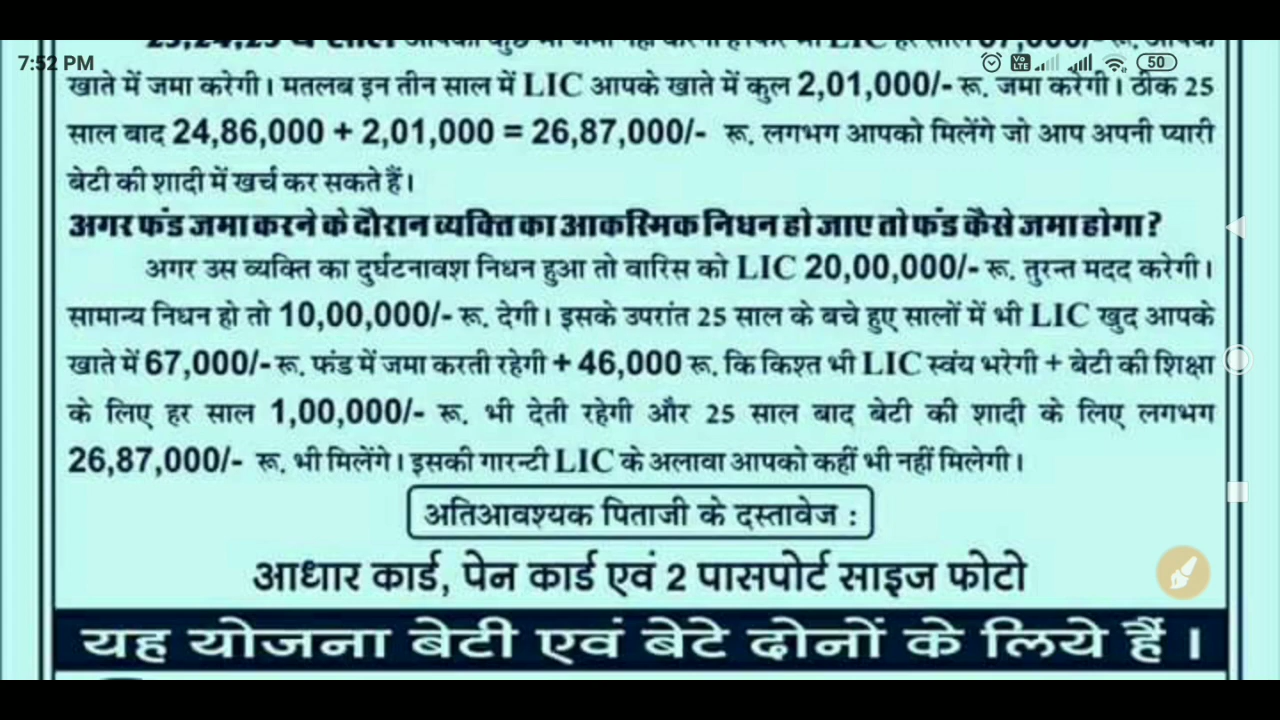 7:52 PM
50
खाते में जमा करेगी। मतलब इन तीन साल में LIC आपके खाते में कुल 2,01,000/- रू. जमा करेगी। ठीक 25
साल बाद 24,86,000 + 2,01,000 = 26,87,000/- रू. लगभग आपको मिलेंगे जो आप अपनी प्यारी
बेटी की शादी में खर्च कर सकते हैं।
अगर फंड जमा करने के दौरान व्यक्ति का आकस्मिक निधन हो जाए तो फंड कैसे जमा होगा?
अगर उस व्यक्ति का दुर्घटनावश निधन हुआ तो वारिस को LIC 20,00,000/- रू. तुरन्त मदद करेगी।
सामान्य निधन हो तो 10,00,000/- रू. देगी। इसके उपरांत 25 साल के बचे हुए सालों में भी LIC खुद आपके
खाते में 67,000/- रू. फंड में जमा करती रहेगी + 46,000 रू. कि किश्त भी LIC स्वंय भरेगी + बेटी की शिक्षा
के लिए हर साल 1,00,000/- रू. भी देती रहेगी और 25 साल बाद बेटी की शादी के लिए लगभग
26,87,000/- रू. भी मिलेंगे। इसकी गारन्टी LIC के अलावा आपको कहीं भी नहीं मिलेगी।
अतिआवश्यक पिताजी के दस्तावेज :
आधार कार्ड, पेन कार्ड एवं 2 पासपोर्ट साइज फोटो
यह योजना बेटी एवं बेटे दोनों के लिये हैं।